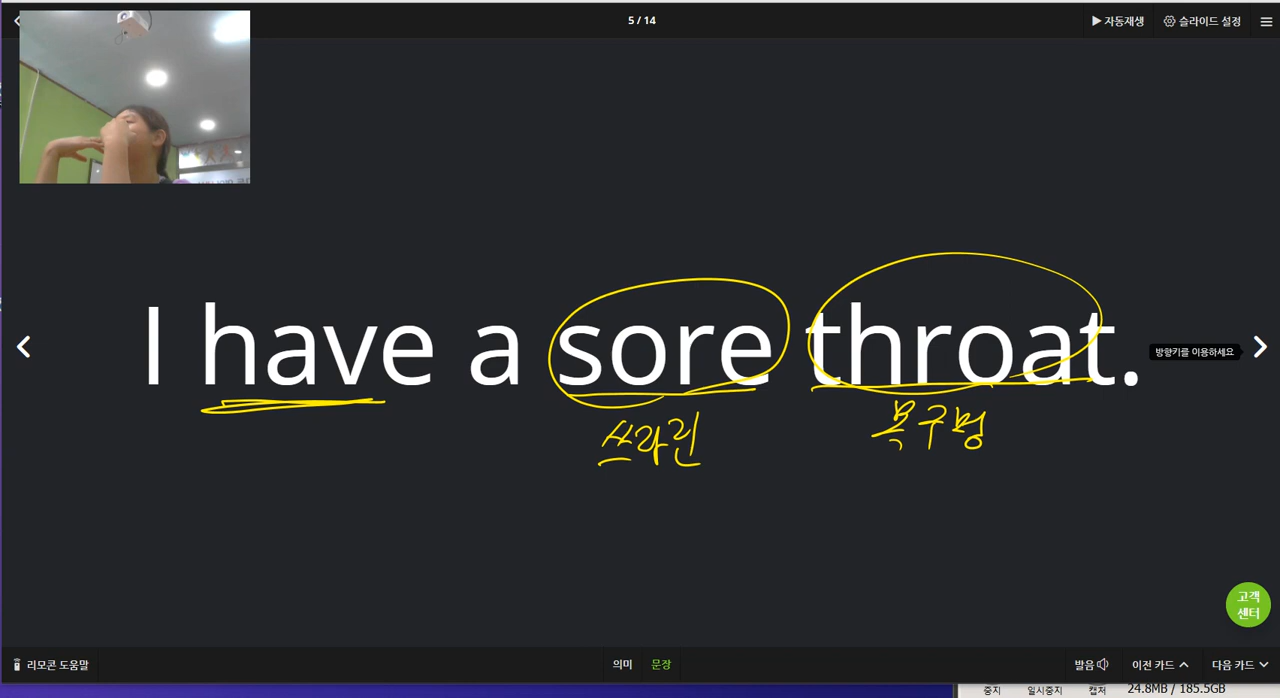 5 / 14
▶ 자동재생
슬라이드 설정
I have a sore throat.
방향키를 이용하세요
쓰라린
목구멍
고객
센터
리모콘 도움말
의미
문장
발음
이전 카드
다음 카드
중지
일시중지
캡처
24.8MB / 185.5GB